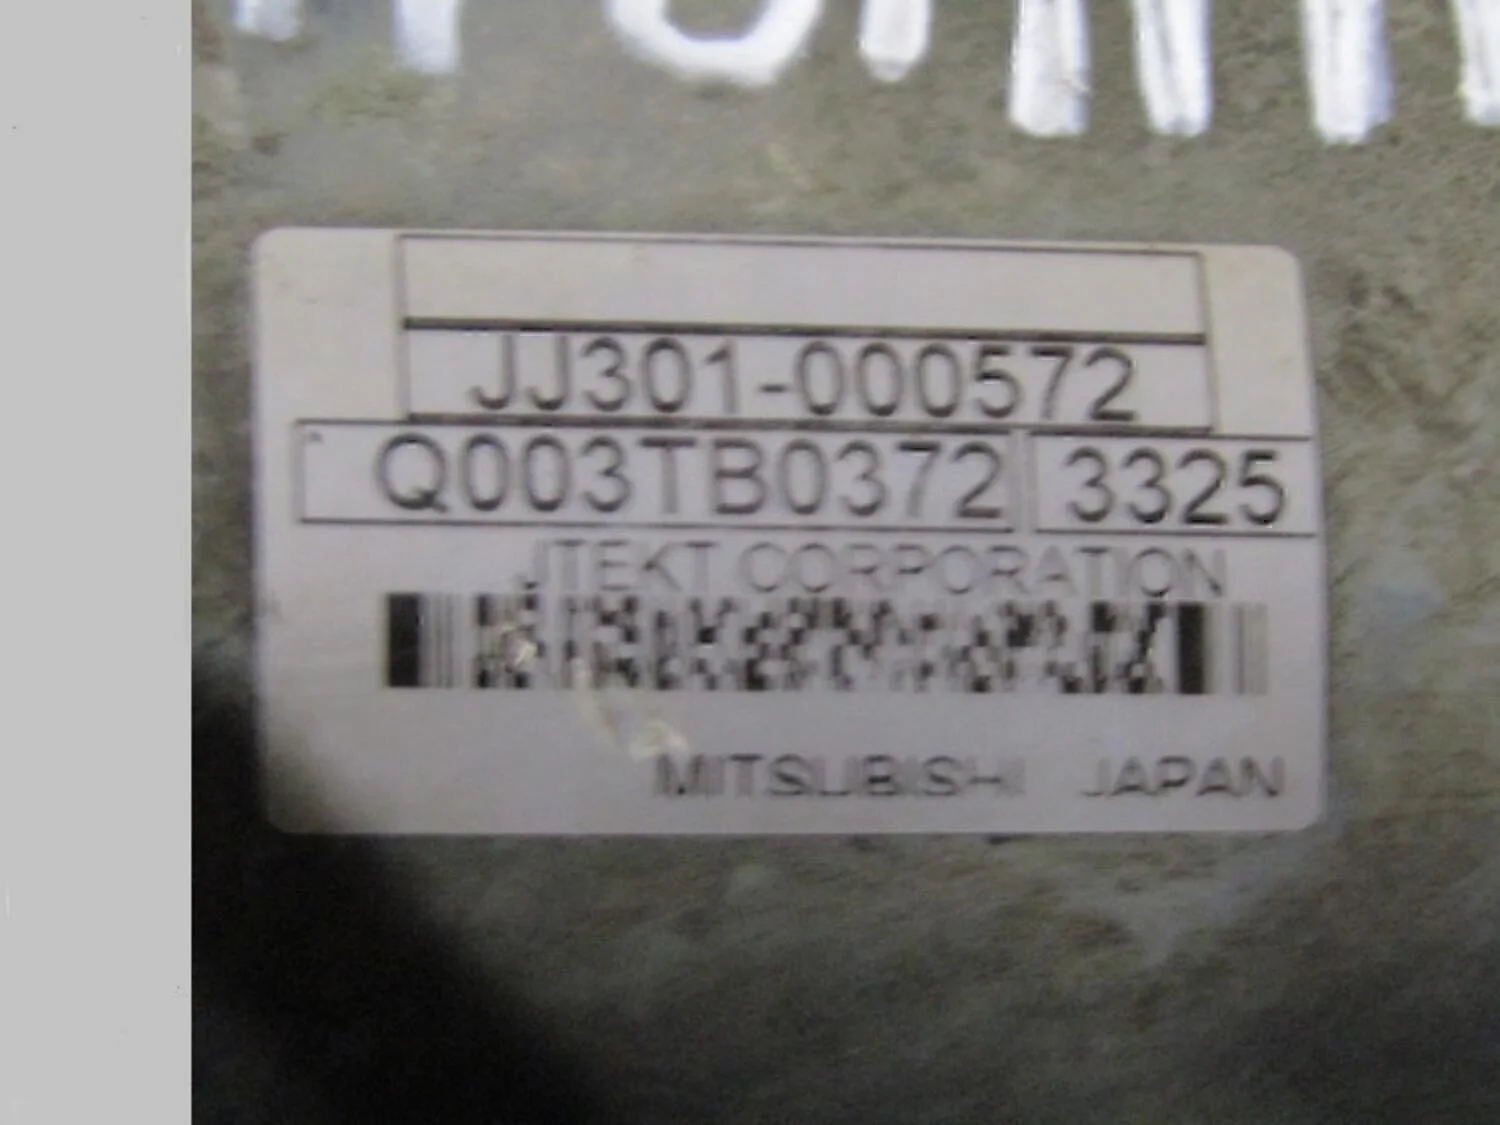 JJ301-000572
Q003TB0372 3325
JTEKT CORPORATION
MITSUBISHI JAPAN